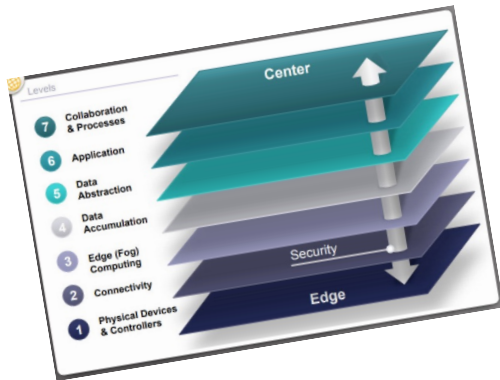 Levels
Center
7
Collaboration
& Processes
6
Application
5
Data
Abstraction
4
Data
Accumulation
3
Edge (Fog)
Computing
2
Connectivity
1
Physical Devices
& Controllers
Security
Edge